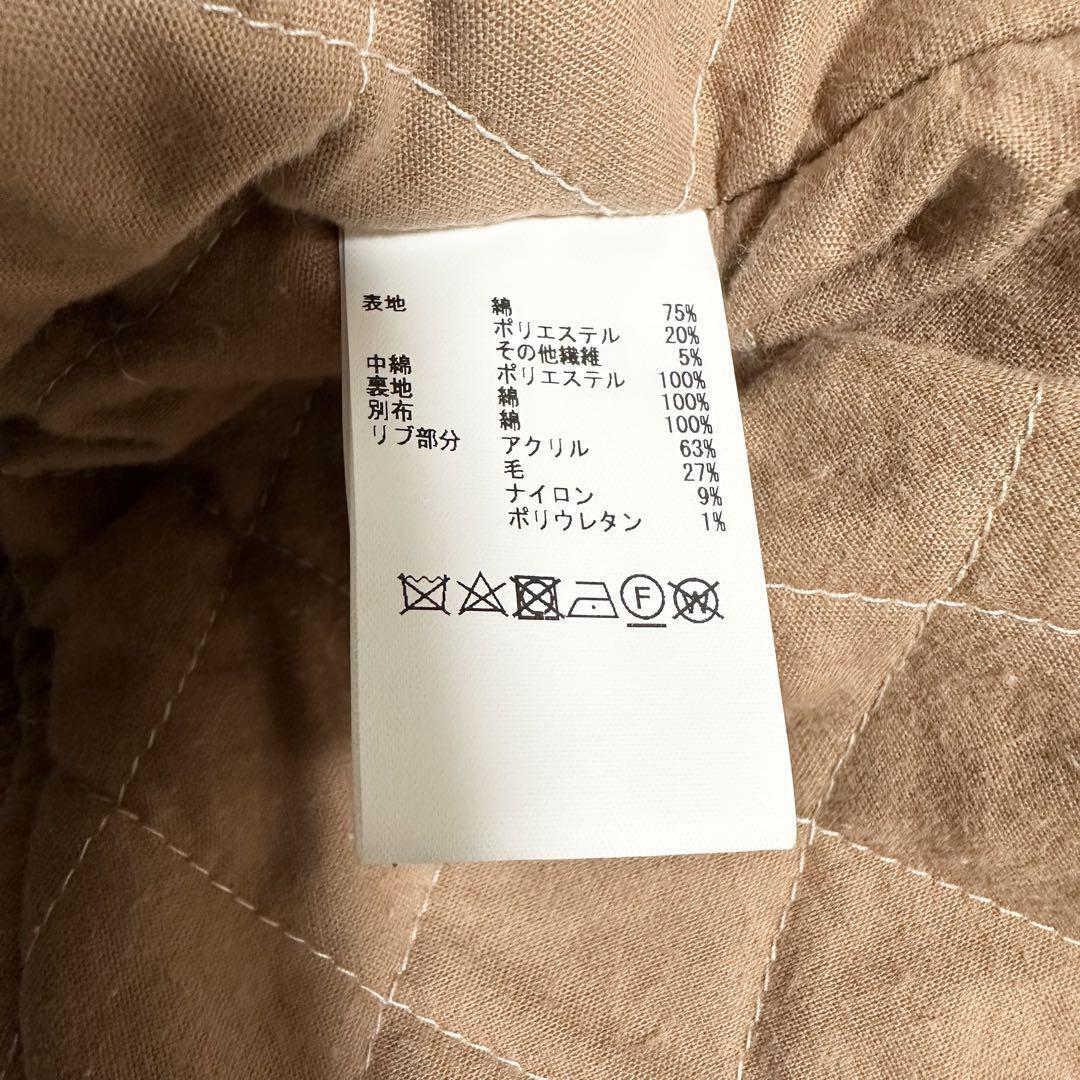 表地 綿 75%
ポリエステル 20%
その他繊維 5%
中綿 ポリエステル 100%
裏地 綿 100%
別布 綿 100%
リブ部分 アクリル 63%
毛 27%
ナイロン 9%
ポリウレタン 1%
F W